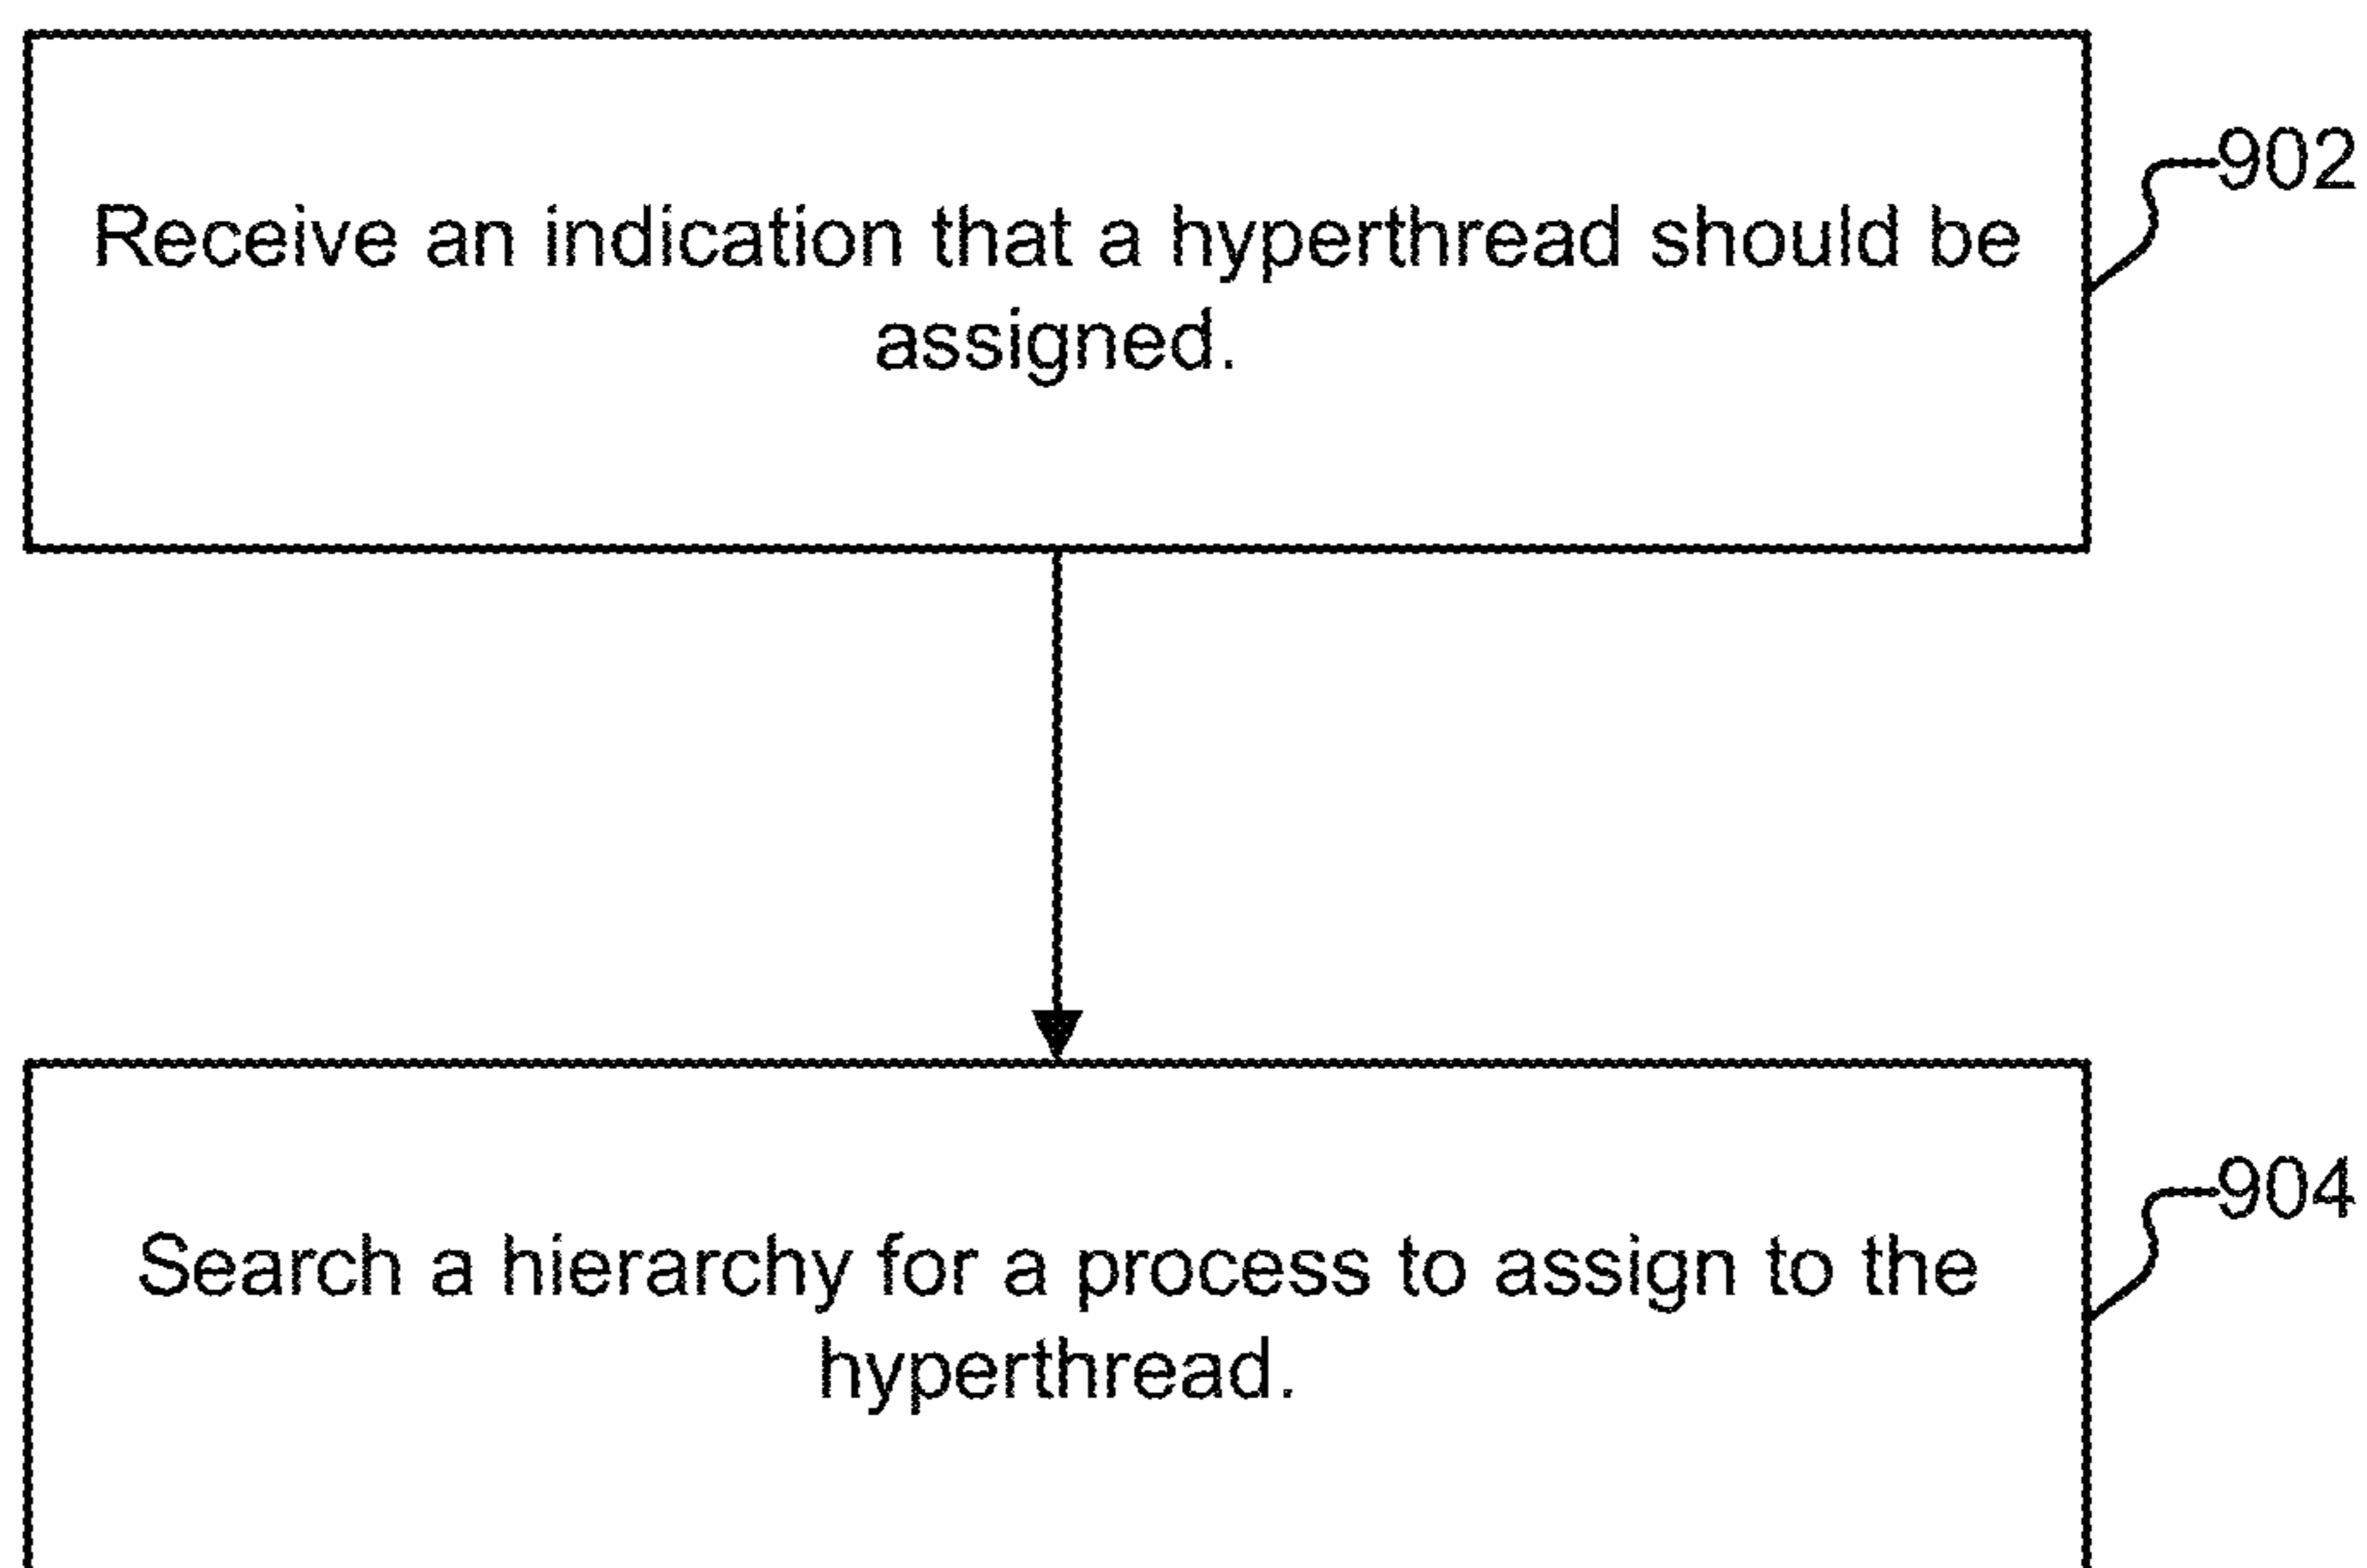 Receive an indication that a hyperthread should be
assigned.
902
Search a hierarchy for a process to assign to the
hyperthread.
904